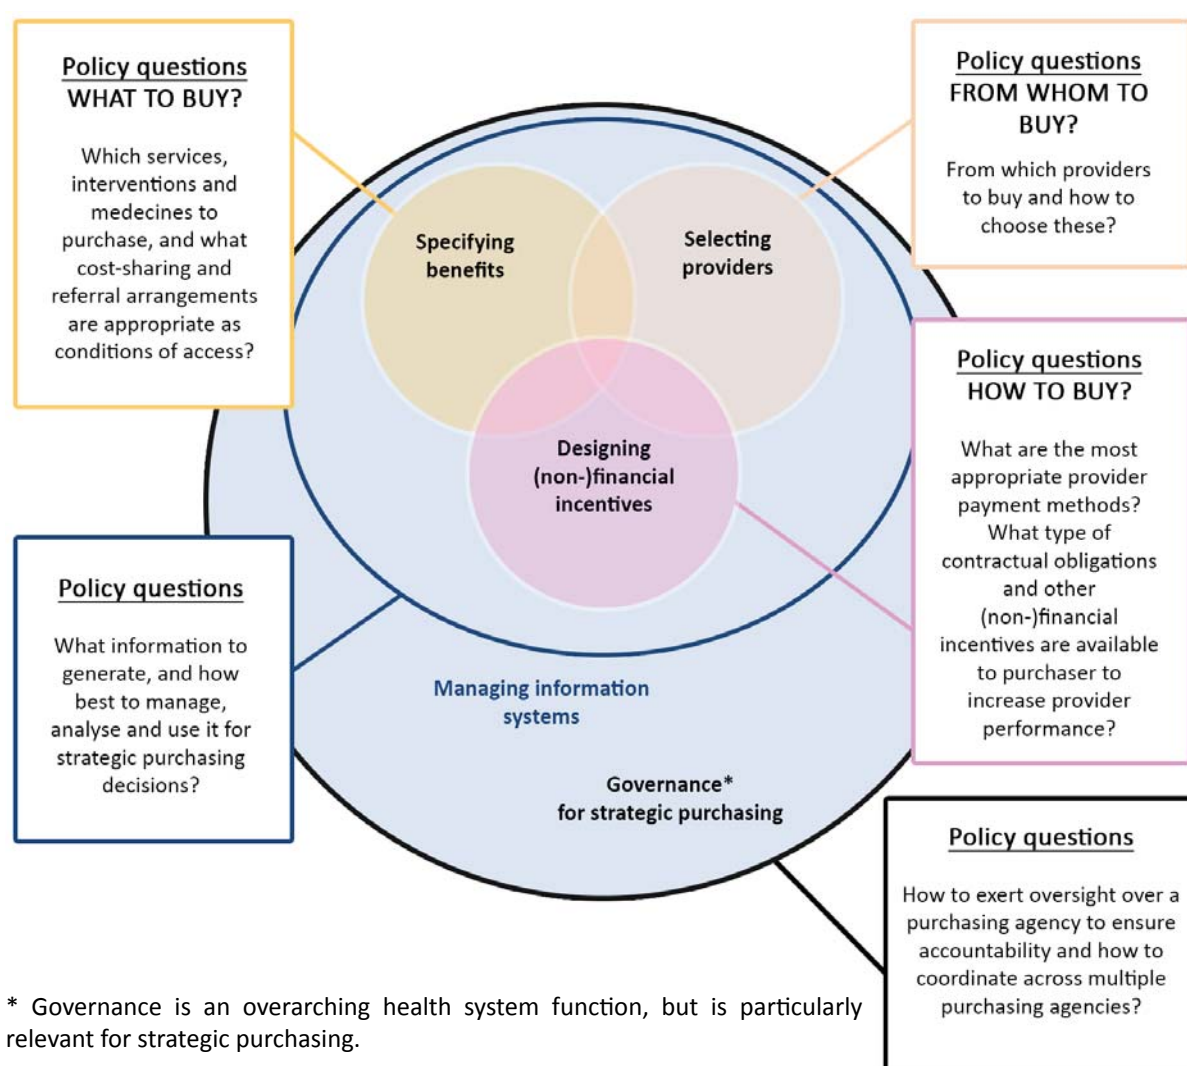 Policy questions
WHAT TO BUY?
Which services,
interventions and
medecines to
purchase, and what
cost-sharing and
referral arrangements
are appropriate as
conditions of access?
Policy questions
FROM WHOM TO
BUY?
From which providers
to buy and how to
choose these?
Specifying
benefits
Selecting
providers
Designing
(non-)financial
incentives
Policy questions
HOW TO BUY?
What are the most
appropriate provider
payment methods?
What type of
contractual obligations
and other
(non-)financial
incentives are available
to purchaser to
increase provider
performance?
Policy questions
What information to
generate, and how
best to manage,
analyse and use it for
strategic purchasing
decisions?
Managing information
systems
Governance*
for strategic purchasing
Policy questions
How to exert oversight over a
purchasing agency to ensure
accountability and how to
coordinate across multiple
purchasing agencies?
* Governance is an overarching health system function, but is particularly
relevant for strategic purchasing.